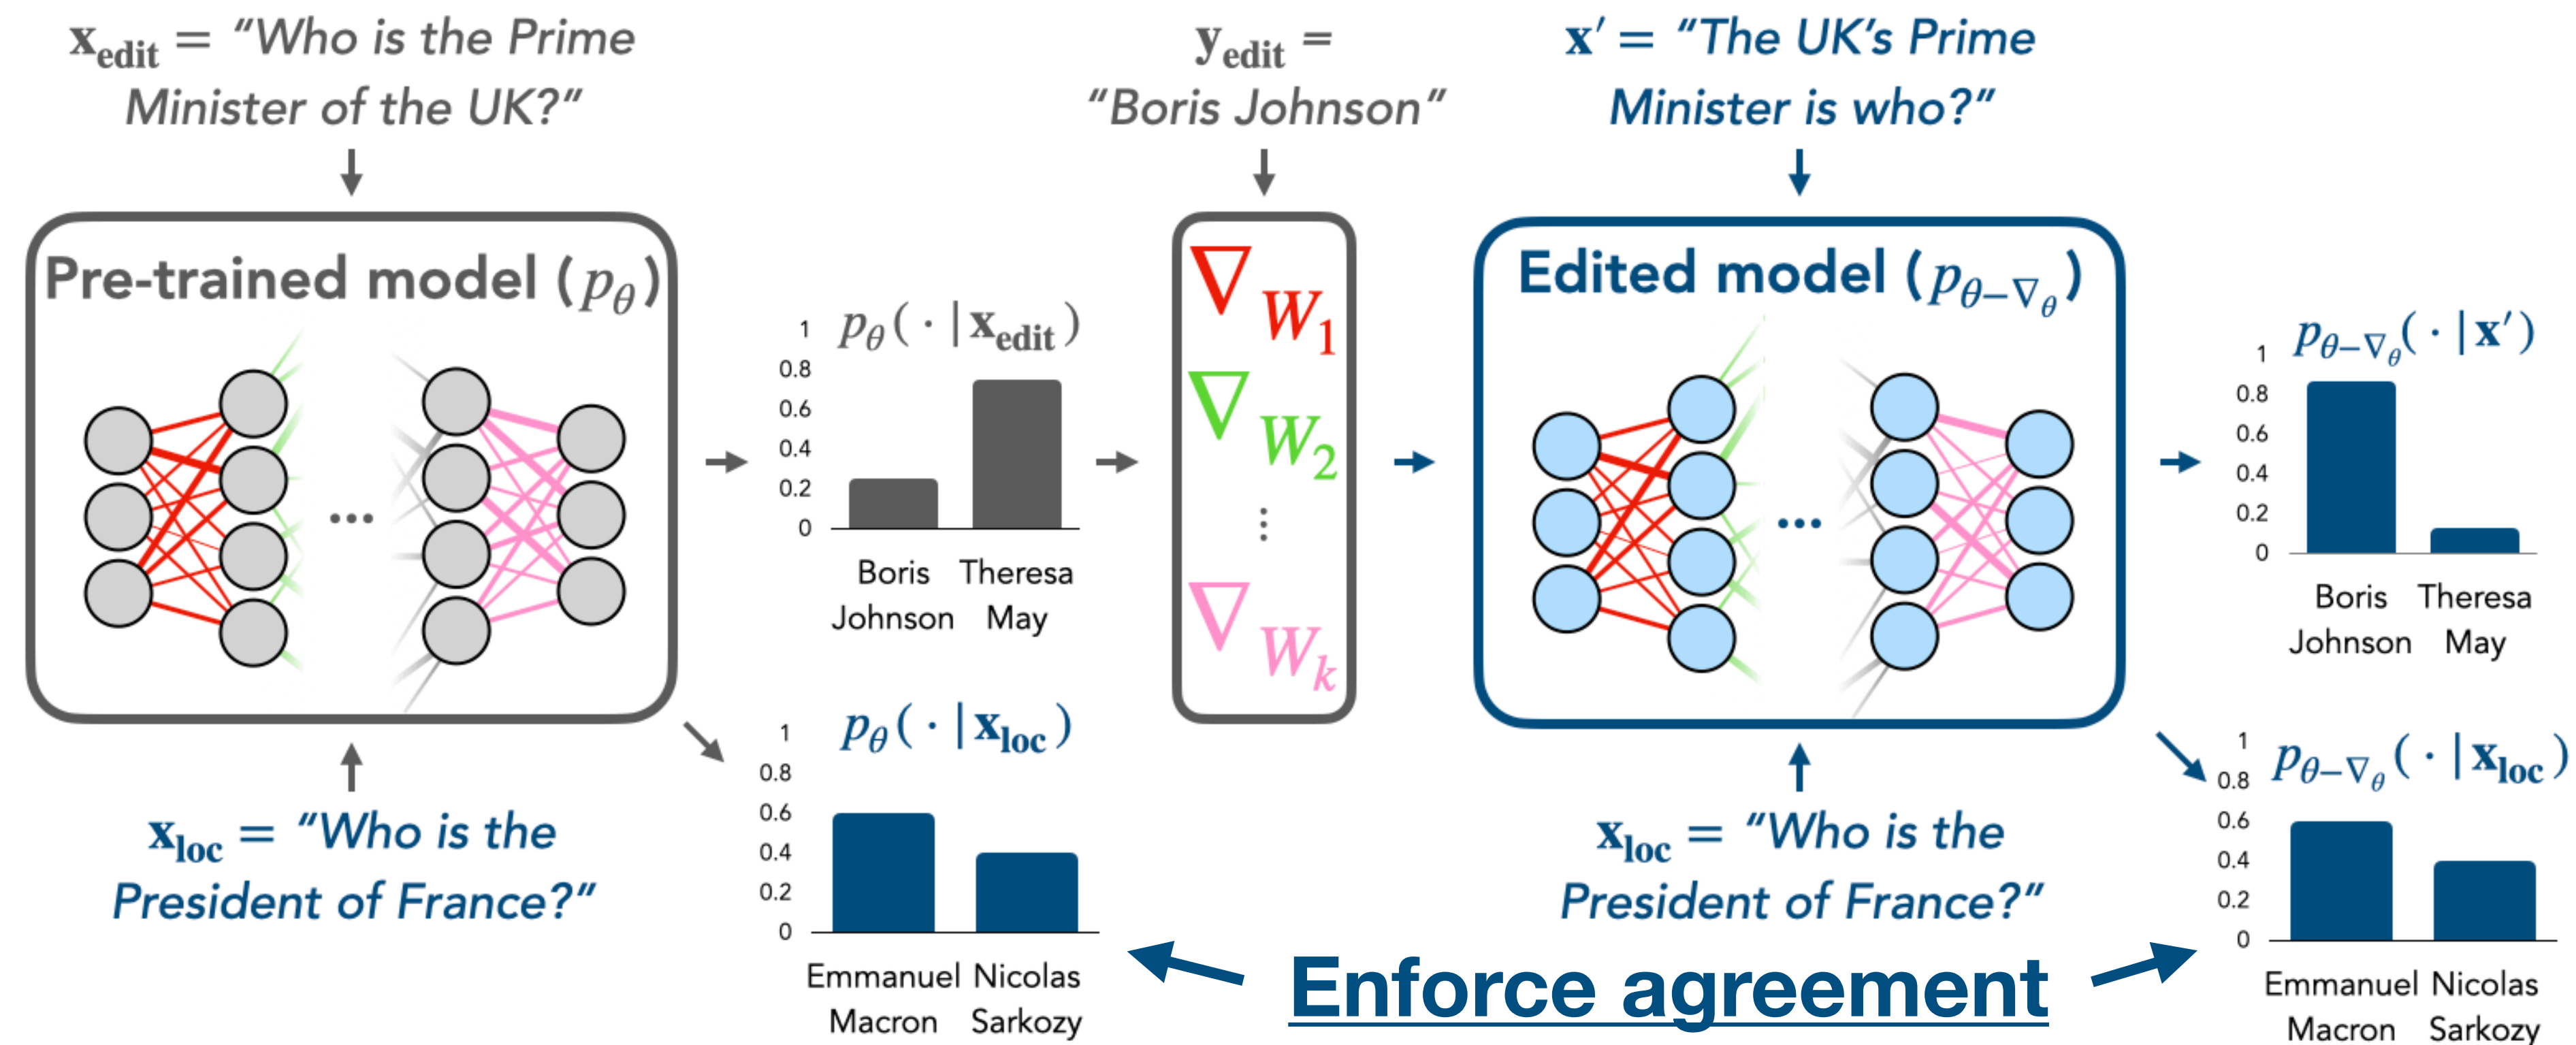 x_edit = "Who is the Prime
Minister of the UK?"
y_edit =
"Boris Johnson"
x′ = "The UK's Prime
Minister is who?"
Pre-trained model (p_θ)
...
p_θ( · | x_edit )
1
0.8
0.6
0.4
0.2
0
Boris Theresa
Johnson May
∇W_1
∇W_2
⋮
∇W_k
Edited model (p_θ−∇_θ)
...
p_θ−∇_θ( · | x′)
1
0.8
0.6
0.4
0.2
0
Boris Theresa
Johnson May
x_loc = "Who is the
President of France?"
p_θ( · | x_loc )
1
0.8
0.6
0.4
0.2
0
Emmanuel Nicolas
Macron Sarkozy
Enforce agreement
x_loc = "Who is the
President of France?"
p_θ−∇_θ( · | x_loc )
1
0.8
0.6
0.4
0.2
0
Emmanuel Nicolas
Macron Sarkozy